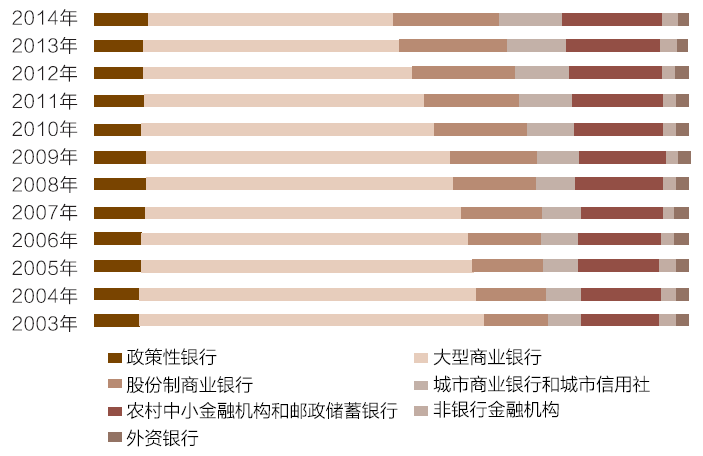 2014年
2013年
2012年
2011年
2010年
2009年
2008年
2007年
2006年
2005年
2004年
2003年
政策性银行
大型商业银行
股份制商业银行
城市商业银行和城市信用社
农村中小金融机构和邮政储蓄银行
非银行金融机构
外资银行